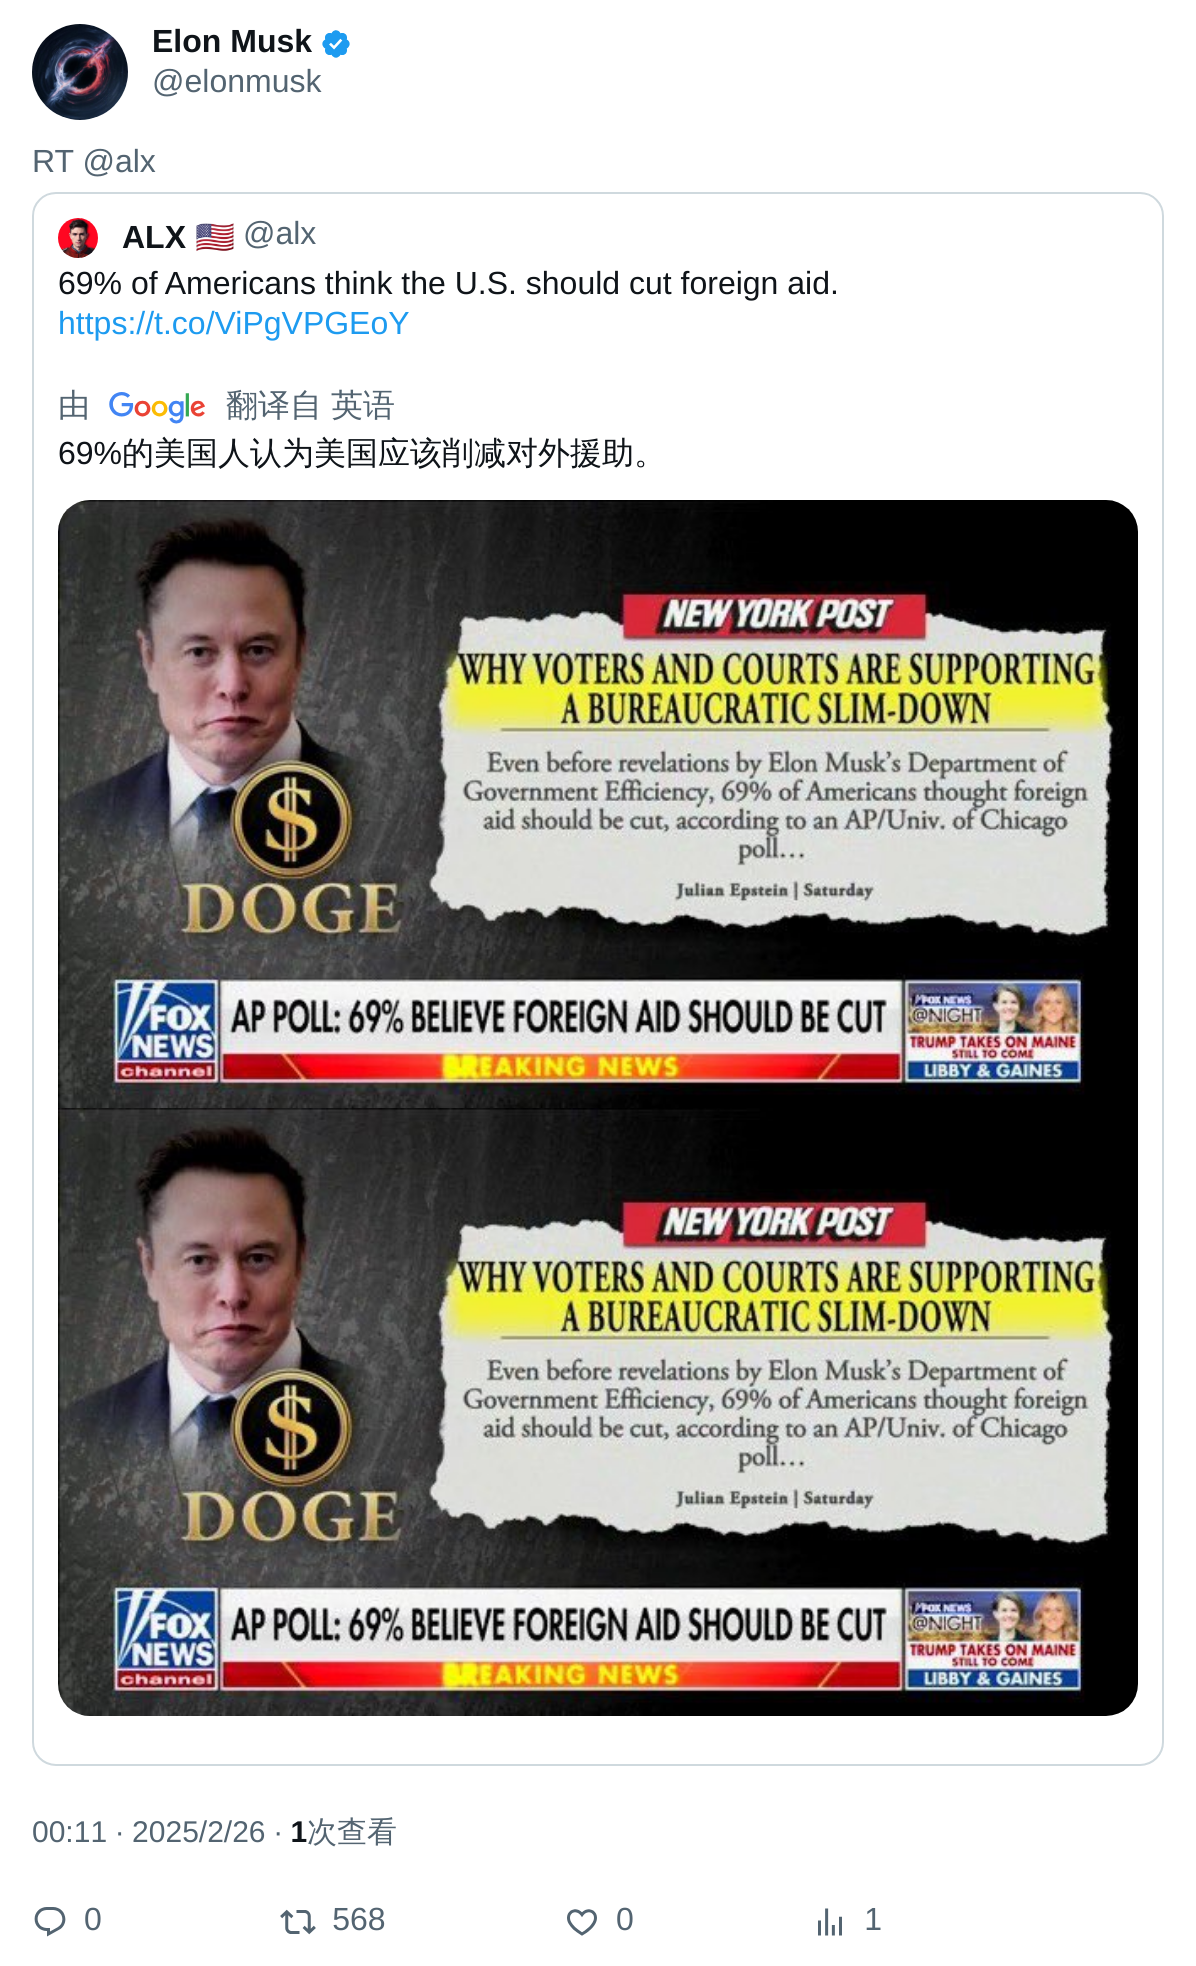 Elon Musk
@elonmusk
RT @alx
ALX 🇺🇸 @alx
69% of Americans think the U.S. should cut foreign aid.
https://t.co/ViPgVPGEoY
由 Google 翻译自 英语
69%的美国人认为美国应该削减对外援助。
NEW YORK POST
WHY VOTERS AND COURTS ARE SUPPORTING
A BUREAUCRATIC SLIM-DOWN
Even before revelations by Elon Musk’s Department of
Government Efficiency, 69% of Americans thought foreign
aid should be cut, according to an AP/Univ. of Chicago
poll...
Julian Epstein | Saturday
DOGE
FOX
NEWS
channel
AP POLL: 69% BELIEVE FOREIGN AID SHOULD BE CUT
BREAKING NEWS
FOX NEWS
@NIGHT
TRUMP TAKES ON MAINE
STILL TO COME
LIBBY & GAINES
NEW YORK POST
WHY VOTERS AND COURTS ARE SUPPORTING
A BUREAUCRATIC SLIM-DOWN
Even before revelations by Elon Musk’s Department of
Government Efficiency, 69% of Americans thought foreign
aid should be cut, according to an AP/Univ. of Chicago
poll...
Julian Epstein | Saturday
DOGE
FOX
NEWS
channel
AP POLL: 69% BELIEVE FOREIGN AID SHOULD BE CUT
BREAKING NEWS
FOX NEWS
@NIGHT
TRUMP TAKES ON MAINE
STILL TO COME
LIBBY & GAINES
00:11 · 2025/2/26 · 1次查看
0 568 0 1